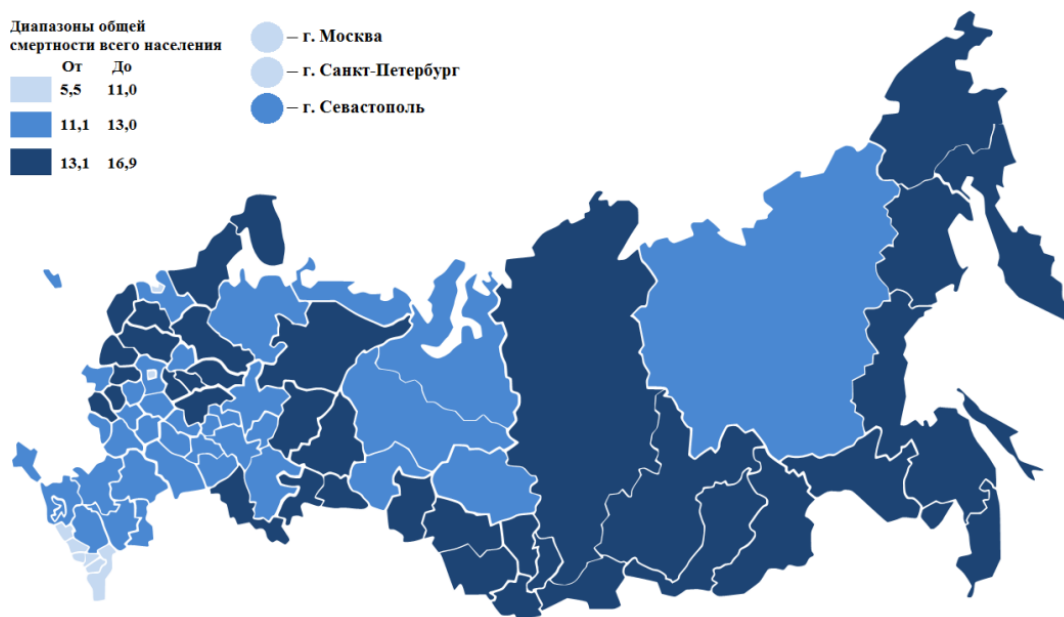 Диапазоны общей
смертности всего населения
От До
5,5 11,0
11,1 13,0
13,1 16,9
– г. Москва
– г. Санкт-Петербург
– г. Севастополь